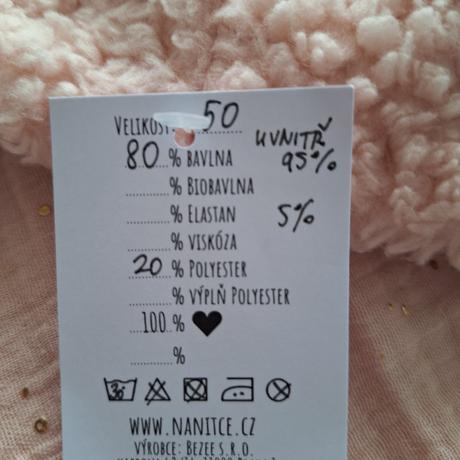 VELIKOST: 50
UVNITŘ
80 % BAVLNA 95%
% BIOBAVLNA
% ELASTAN 5%
% VISKÓZA
20 % POLYESTER
% VÝPLŇ POLYESTER
100 % ♥
%
30°
WWW.NANITCE.CZ
VÝROBCE: BEZEE S.R.O.